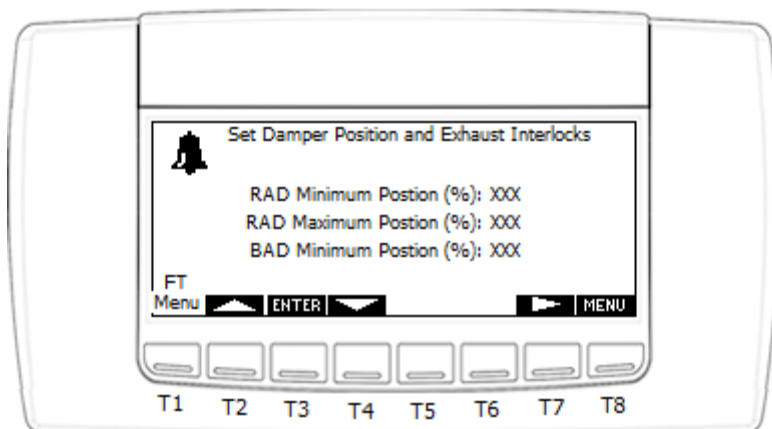 Set Damper Position and Exhaust Interlocks
RAD Minimum Postion (%): XXX
RAD Maximum Postion (%): XXX
BAD Minimum Postion (%): XXX
FT
Menu ENTER MENU
T1 T2 T3 T4 T5 T6 T7 T8